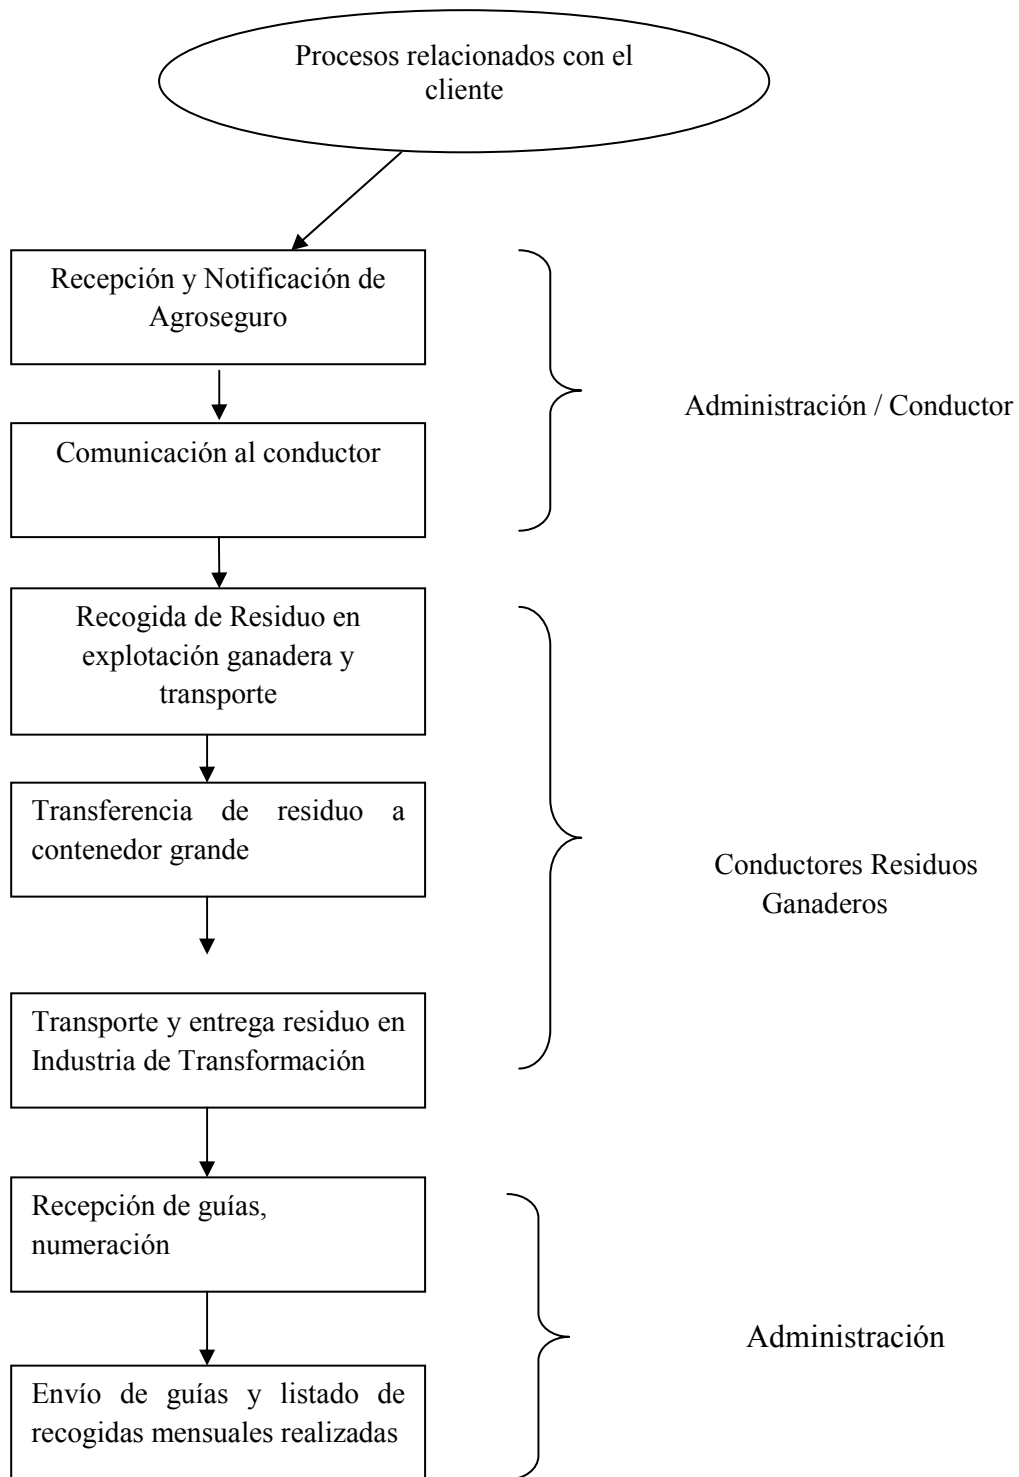 Procesos relacionados con el
cliente
Recepción y Notificación de
Agroseguro
Administración / Conductor
Comunicación al conductor
Recogida de Residuo en
explotación ganadera y
transporte
Transferencia de residuo a
contenedor grande
Conductores Residuos
Ganaderos
Transporte y entrega residuo en
Industria de Transformación
Recepción de guías,
numeración
Administración
Envío de guías y listado de
recogidas mensuales realizadas